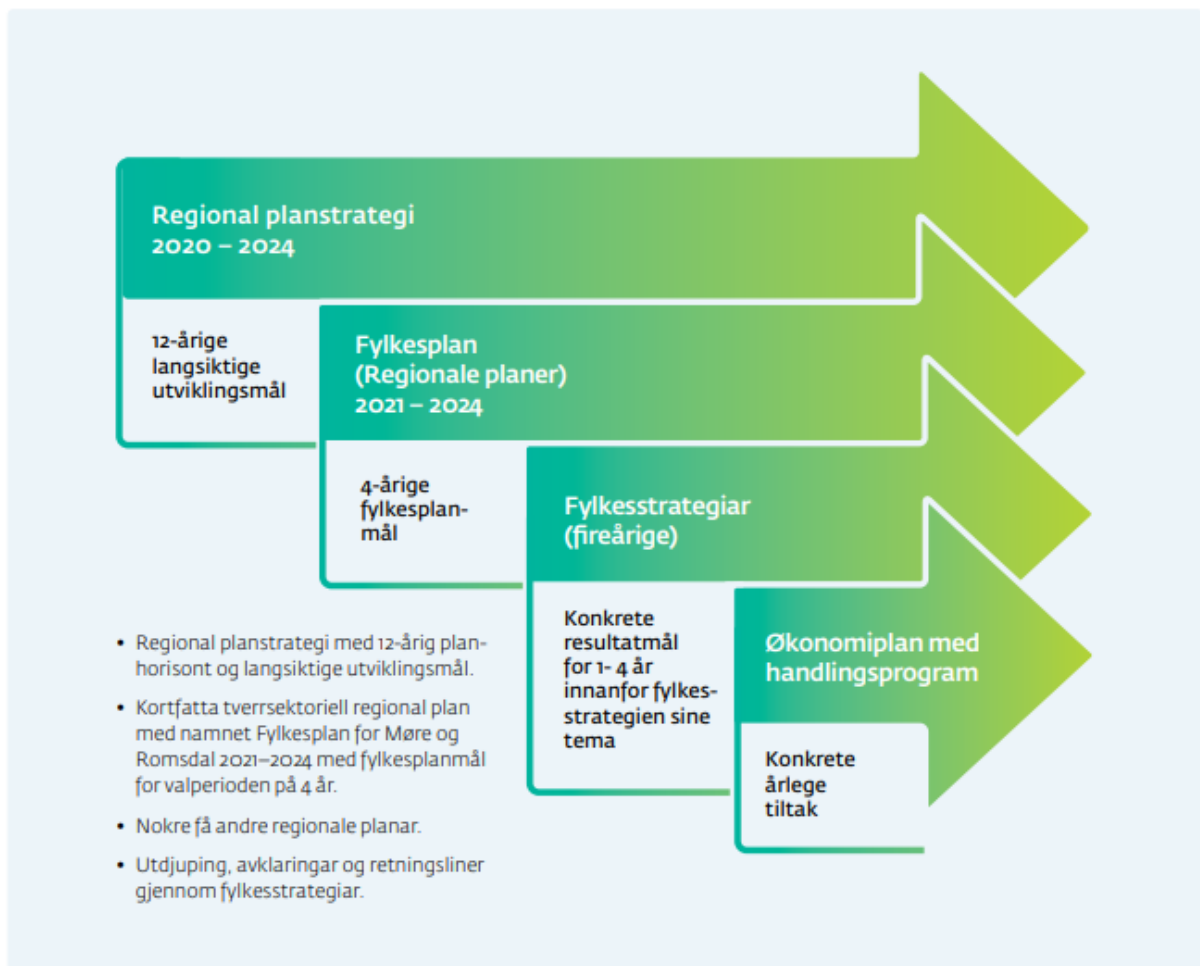 Regional planstrategi
2020 – 2024
12-årige
langsiktige
utviklingsmål
Fylkesplan
(Regionale planer)
2021 – 2024
4-årige
fylkesplan-
mål
Fylkesstrategiar
(fireårige)
Konkrete
resultatmål
for 1- 4 år
innanfor fylkes-
strategien sine
tema
Økonomiplan med
handlingsprogram
Konkrete
årlege
tiltak
• Regional planstrategi med 12-årig plan-
horisont og langsiktige utviklingsmål.
• Kortfatta tverrsektoriell regional plan
med namnet Fylkesplan for Møre og
Romsdal 2021–2024 med fylkesplanmål
for valperioden på 4 år.
• Nokre få andre regionale planar.
• Utdjuping, avklaringar og retningsliner
gjennom fylkesstrategiar.